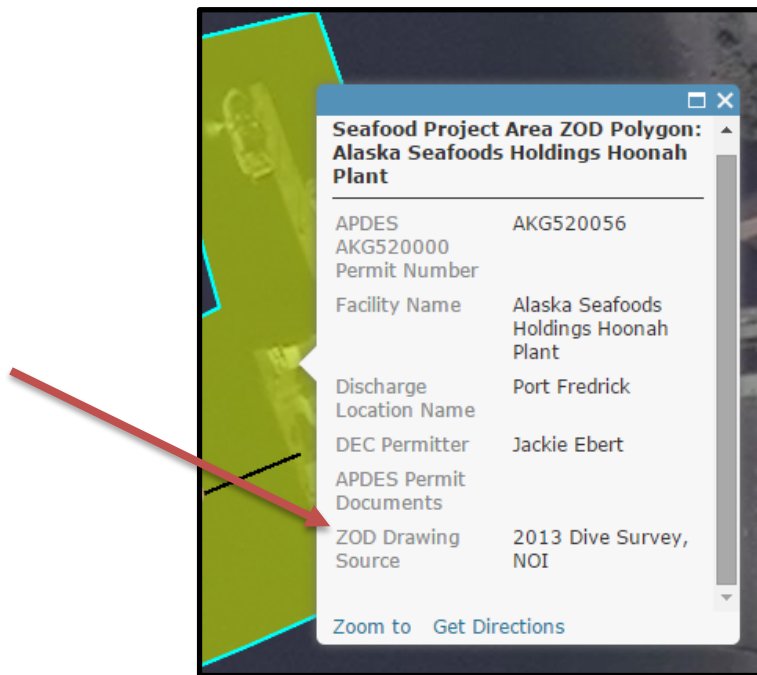 Seafood Project Area ZOD Polygon:
Alaska Seafoods Holdings Hoonah
Plant
APDES AKG520056
AKG520000
Permit Number
Facility Name Alaska Seafoods
Holdings Hoonah
Plant
Discharge Port Fredrick
Location Name
DEC Permitter Jackie Ebert
APDES Permit
Documents
ZOD Drawing 2013 Dive Survey,
Source NOI
Zoom to Get Directions